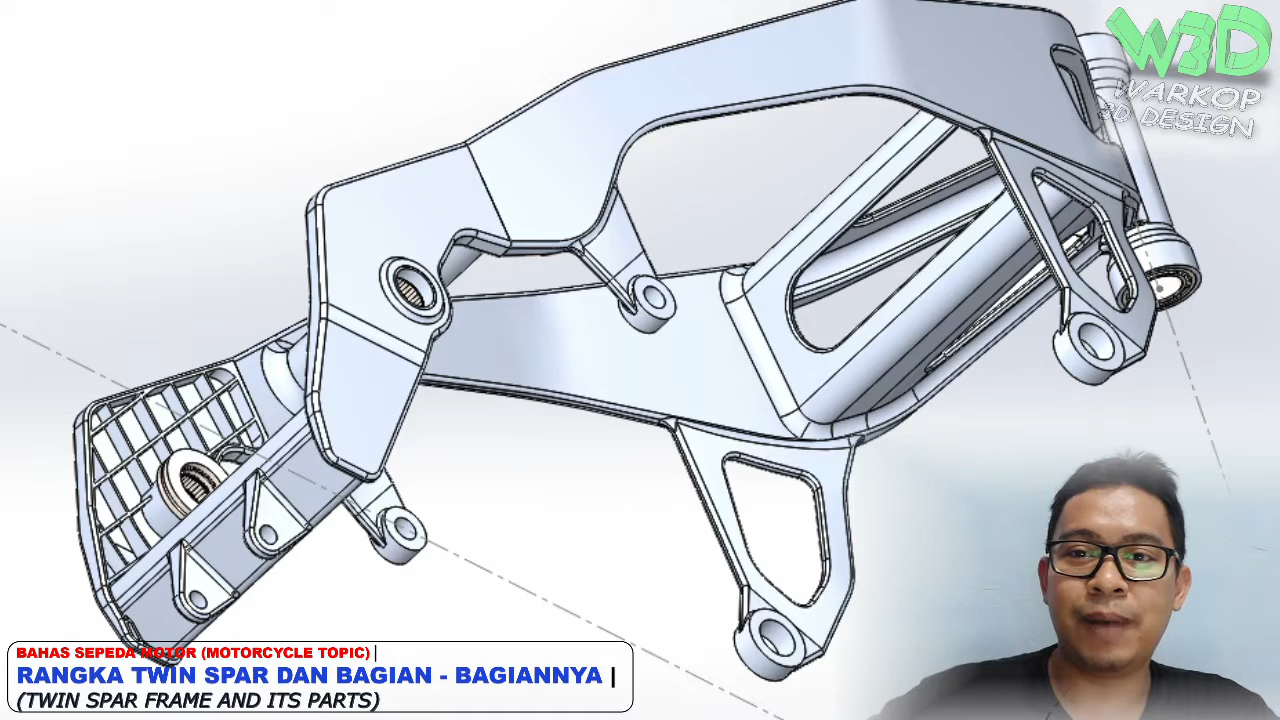 W3D
WARKOP
3D DESIGN
BAHAS SEPEDA MOTOR (MOTORCYCLE TOPIC) |
RANGKA TWIN SPAR DAN BAGIAN - BAGIANNYA |
(TWIN SPAR FRAME AND ITS PARTS)